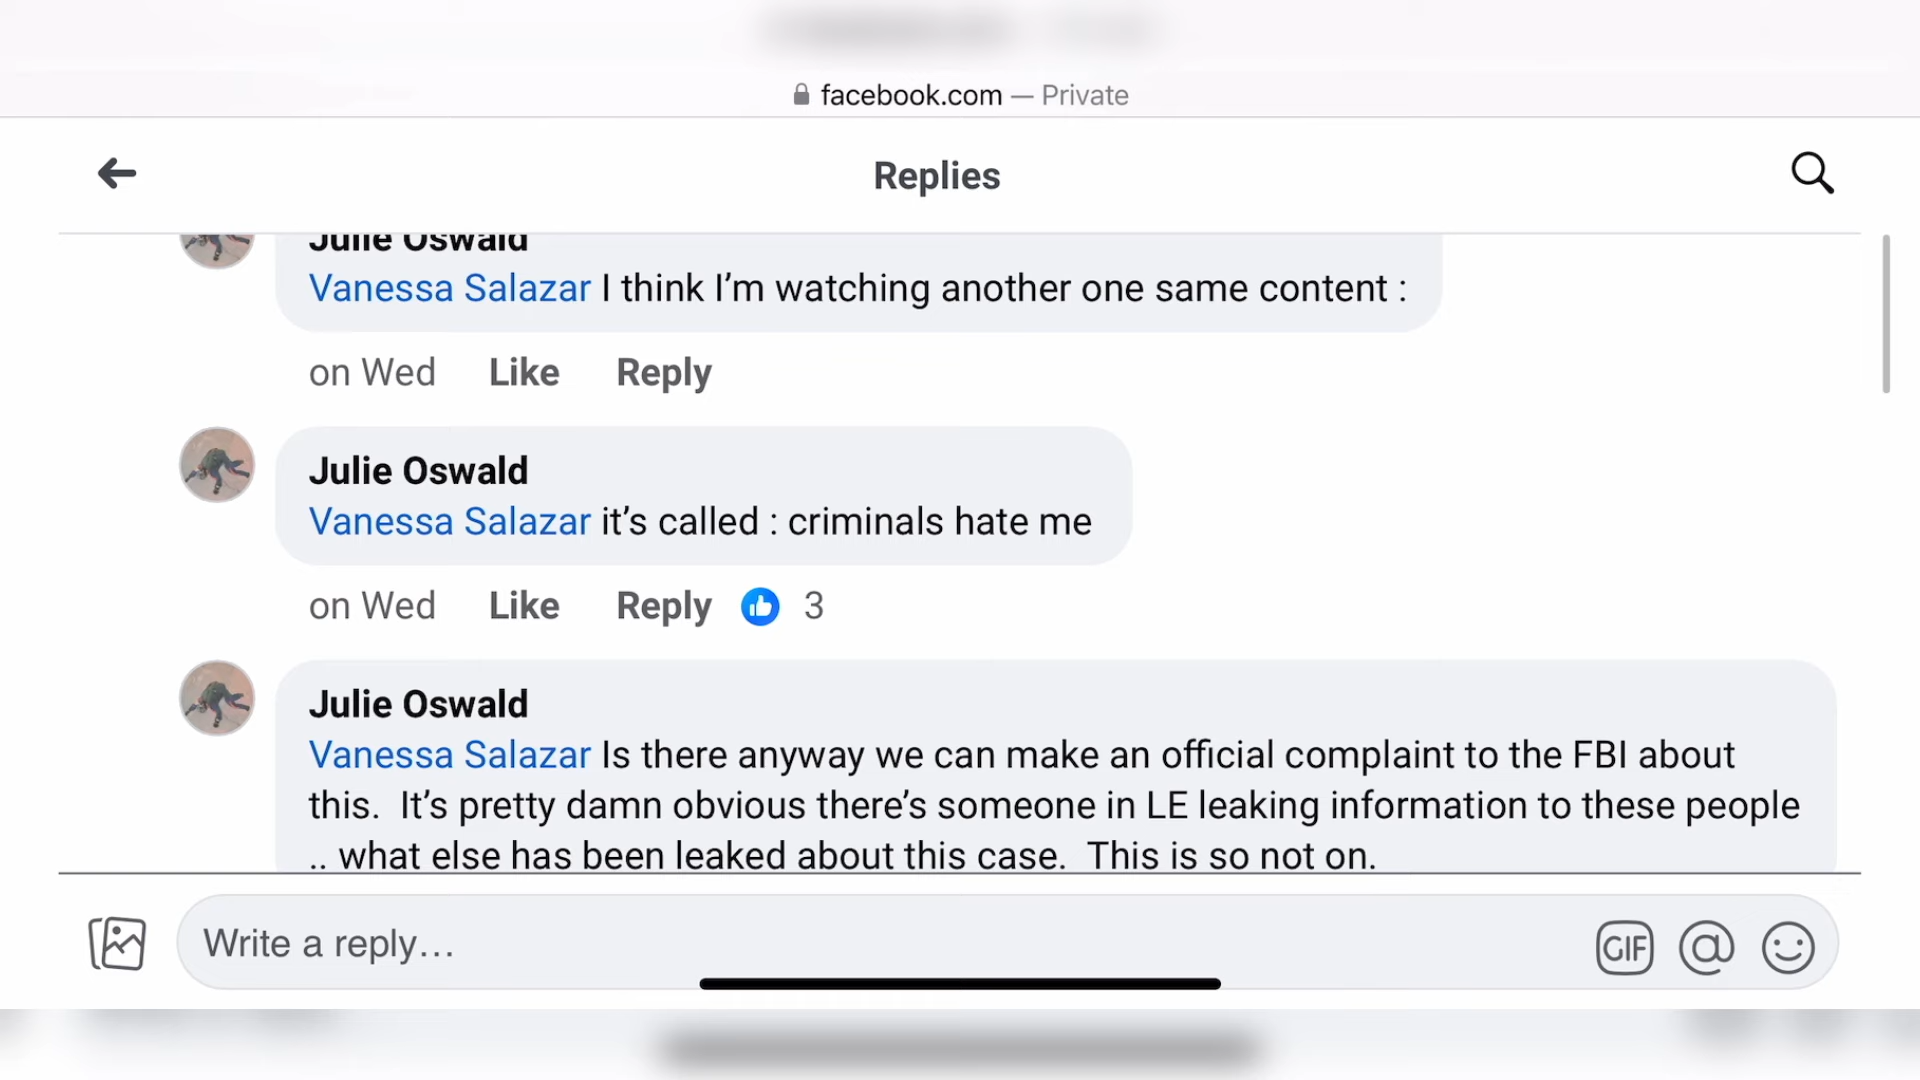 facebook.com — Private
Replies
Julie Oswald
Vanessa Salazar I think I’m watching another one same content :
on Wed Like Reply
Julie Oswald
Vanessa Salazar it’s called : criminals hate me
on Wed Like Reply 3
Julie Oswald
Vanessa Salazar Is there anyway we can make an official complaint to the FBI about
this.  It’s pretty damn obvious there’s someone in LE leaking information to these people
.. what else has been leaked about this case.  This is so not on.
Write a reply...
GIF @